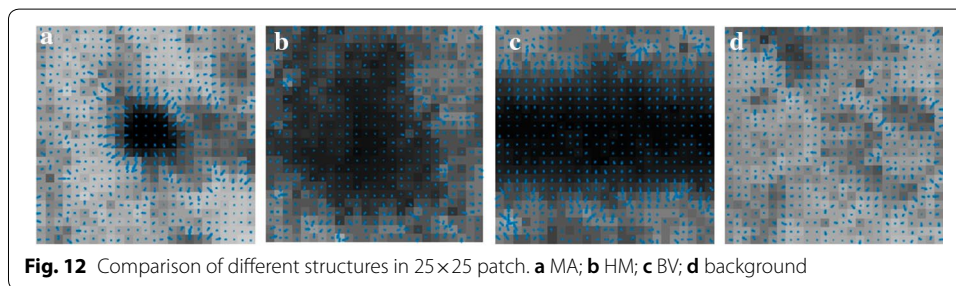 a b c d
Fig. 12 Comparison of different structures in 25×25 patch. a MA; b HM; c BV; d background